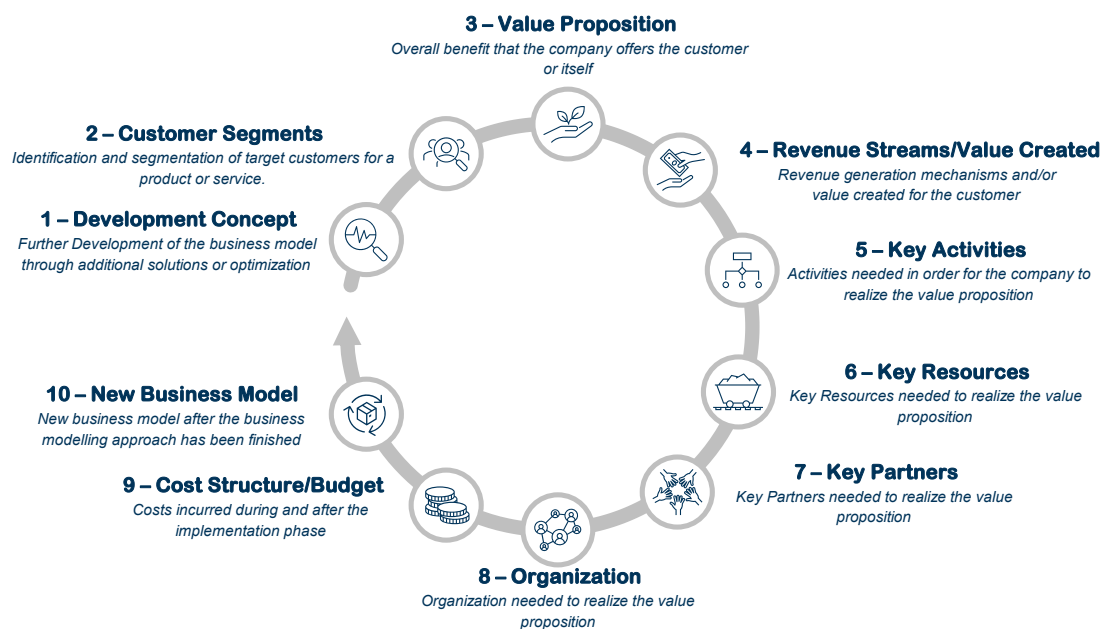 3 – Value Proposition
Overall benefit that the company offers the customer
or itself
2 – Customer Segments
Identification and segmentation of target customers for a
product or service.
4 – Revenue Streams/Value Created
Revenue generation mechanisms and/or
value created for the customer
1 – Development Concept
Further Development of the business model
through additional solutions or optimization
5 – Key Activities
Activities needed in order for the company to
realize the value proposition
6 – Key Resources
Key Resources needed to realize the value
proposition
10 – New Business Model
New business model after the business
modelling approach has been finished
7 – Key Partners
Key Partners needed to realize the value
proposition
9 – Cost Structure/Budget
Costs incurred during and after the
implementation phase
8 – Organization
Organization needed to realize the value
proposition